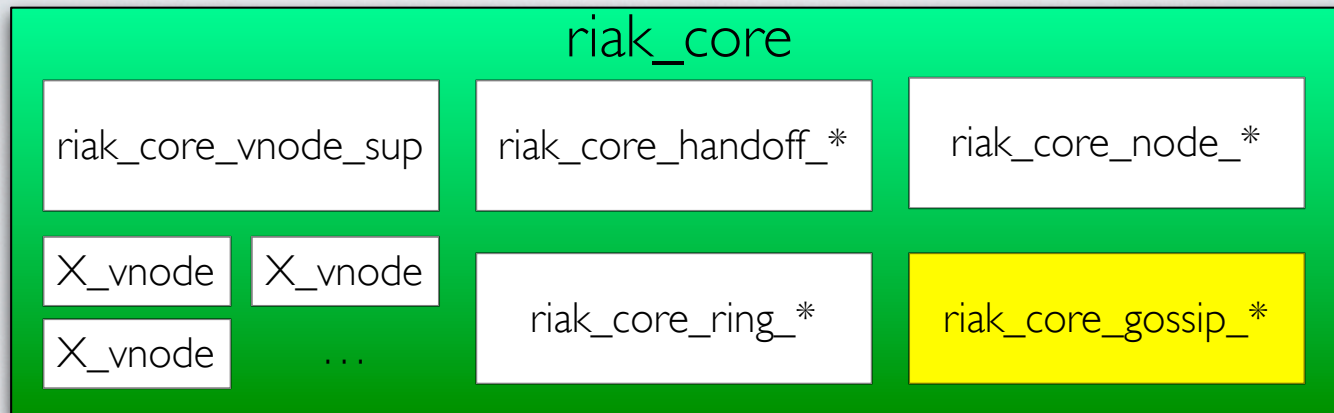 riak_core
riak_core_vnode_sup
riak_core_handoff_*
riak_core_node_*
X_vnode
X_vnode
X_vnode
...
riak_core_ring_*
riak_core_gossip_*